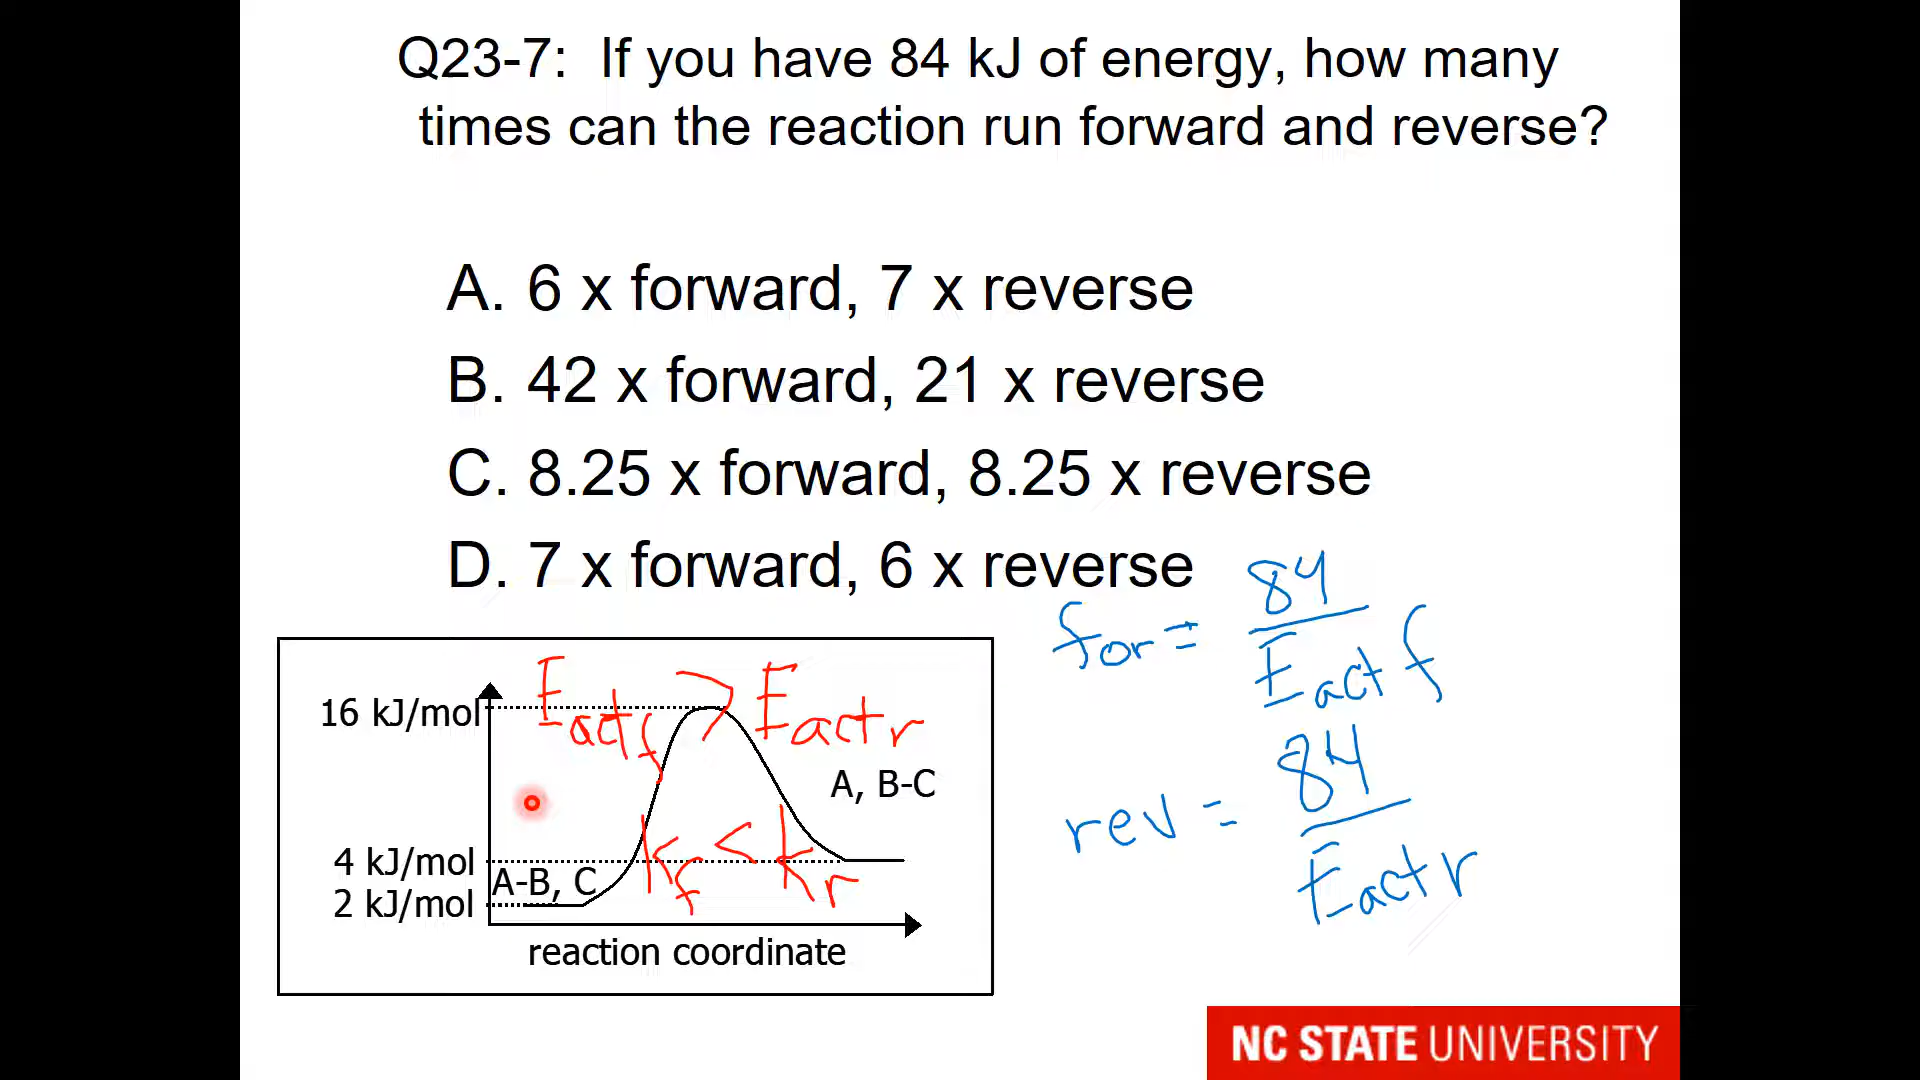 Q23-7: If you have 84 kJ of energy, how many
times can the reaction run forward and reverse?
A. 6 x forward, 7 x reverse
B. 42 x forward, 21 x reverse
C. 8.25 x forward, 8.25 x reverse
D. 7 x forward, 6 x reverse
for = 84 / Eact f
rev = 84 / Eact r
Eact f > Eact r
16 kJ/mol
A, B-C
kf < kr
4 kJ/mol
A-B, C
2 kJ/mol
reaction coordinate
NC STATE UNIVERSITY